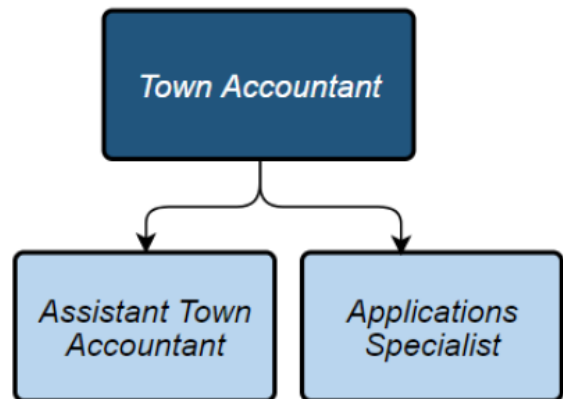 Town Accountant
Assistant Town
Accountant
Applications
Specialist